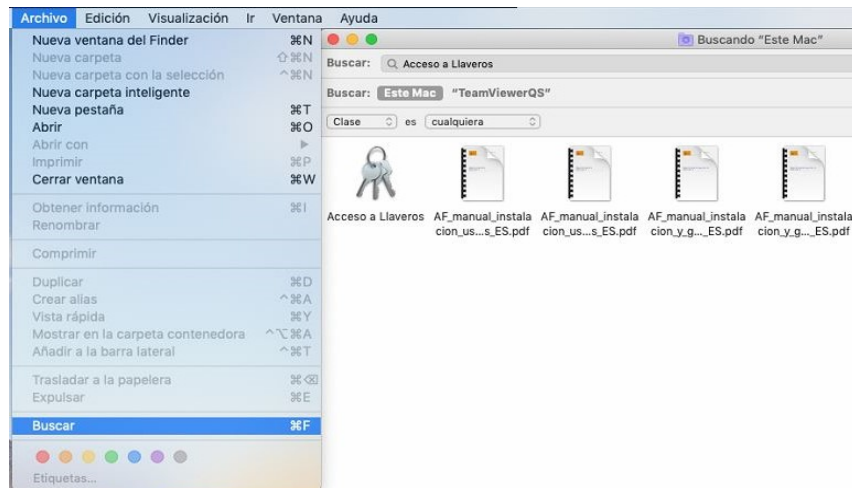 Archivo Edición Visualización Ir Ventana Ayuda
Nueva ventana del Finder ⌘N
Nueva carpeta ⇧⌘N
Nueva carpeta con la selección ^⌘N
Nueva carpeta inteligente
Nueva pestaña ⌘T
Abrir ⌘O
Abrir con ▶
Imprimir ⌘P
Cerrar ventana ⌘W
Obtener información ⌘I
Renombrar
Comprimir
Duplicar ⌘D
Crear alias ^⌘A
Vista rápida ⌘Y
Mostrar en la carpeta contenedora ^⌥⌘A
Añadir a la barra lateral ^⌘T
Trasladar a la papelera ⌘⌫
Expulsar ⌘E
Buscar ⌘F
Etiquetas...
Buscando "Este Mac"
Buscar: Acceso a Llaveros
Buscar: Este Mac "TeamViewerQS"
Clase es cualquiera
Acceso a Llaveros
AF_manual_instala
cion_us...s_ES.pdf
AF_manual_instala
cion_us...s_ES.pdf
AF_manual_instala
cion_y_g..._ES.pdf
AF_manual_instala
cion_y_g..._ES.pdf